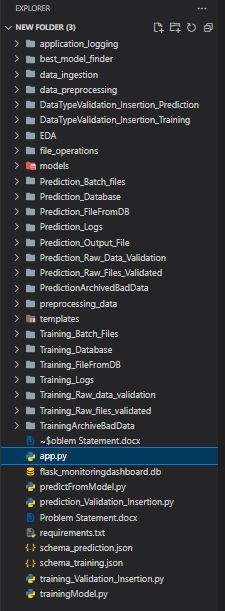 EXPLORER
NEW FOLDER (3)
application_logging
best_model_finder
data_ingestion
data_preprocessing
DataTypeValidation_Insertion_Prediction
DataTypeValidation_Insertion_Training
EDA
file_operations
models
Prediction_Batch_files
Prediction_Database
Prediction_FileFromDB
Prediction_Logs
Prediction_Output_File
Prediction_Raw_Data_Validation
Prediction_Raw_Files_Validated
PredictionArchivedBadData
preprocessing_data
templates
Training_Batch_Files
Training_Database
Training_FileFromDB
Training_Logs
Training_Raw_data_validation
Training_Raw_files_validated
TrainingArchiveBadData
~$oblem Statement.docx
app.py
flask_monitoringdashboard.db
predictFromModel.py
prediction_Validation_Insertion.py
Problem Statement.docx
requirements.txt
schema_prediction.json
schema_training.json
training_Validation_Insertion.py
trainingModel.py